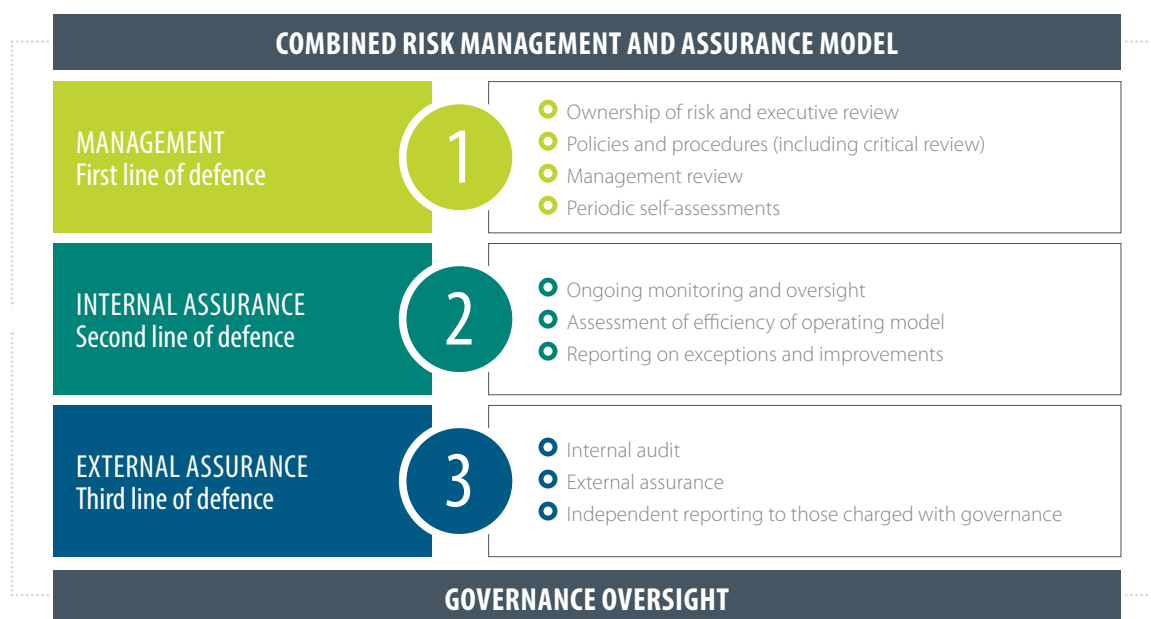 COMBINED RISK MANAGEMENT AND ASSURANCE MODEL
MANAGEMENT
First line of defence
1
Ownership of risk and executive review
Policies and procedures (including critical review)
Management review
Periodic self-assessments
INTERNAL ASSURANCE
Second line of defence
2
Ongoing monitoring and oversight
Assessment of efficiency of operating model
Reporting on exceptions and improvements
EXTERNAL ASSURANCE
Third line of defence
3
Internal audit
External assurance
Independent reporting to those charged with governance
GOVERNANCE OVERSIGHT